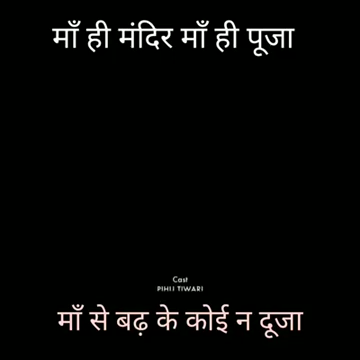 माँ ही मंदिर माँ ही पूजा
Cast
PIHU TIWARI
माँ से बढ़ के कोई न दूजा